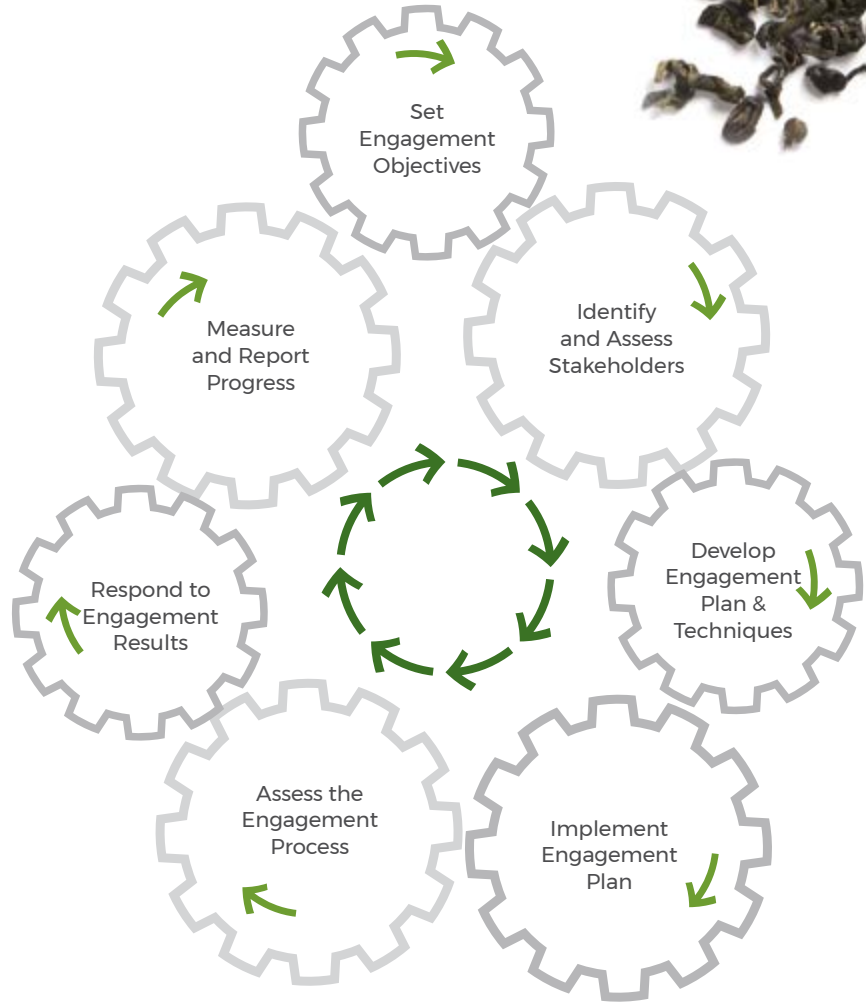 Set
Engagement
Objectives
Identify
and Assess
Stakeholders
Develop
Engagement
Plan &
Techniques
Implement
Engagement
Plan
Assess the
Engagement
Process
Respond to
Engagement
Results
Measure
and Report
Progress